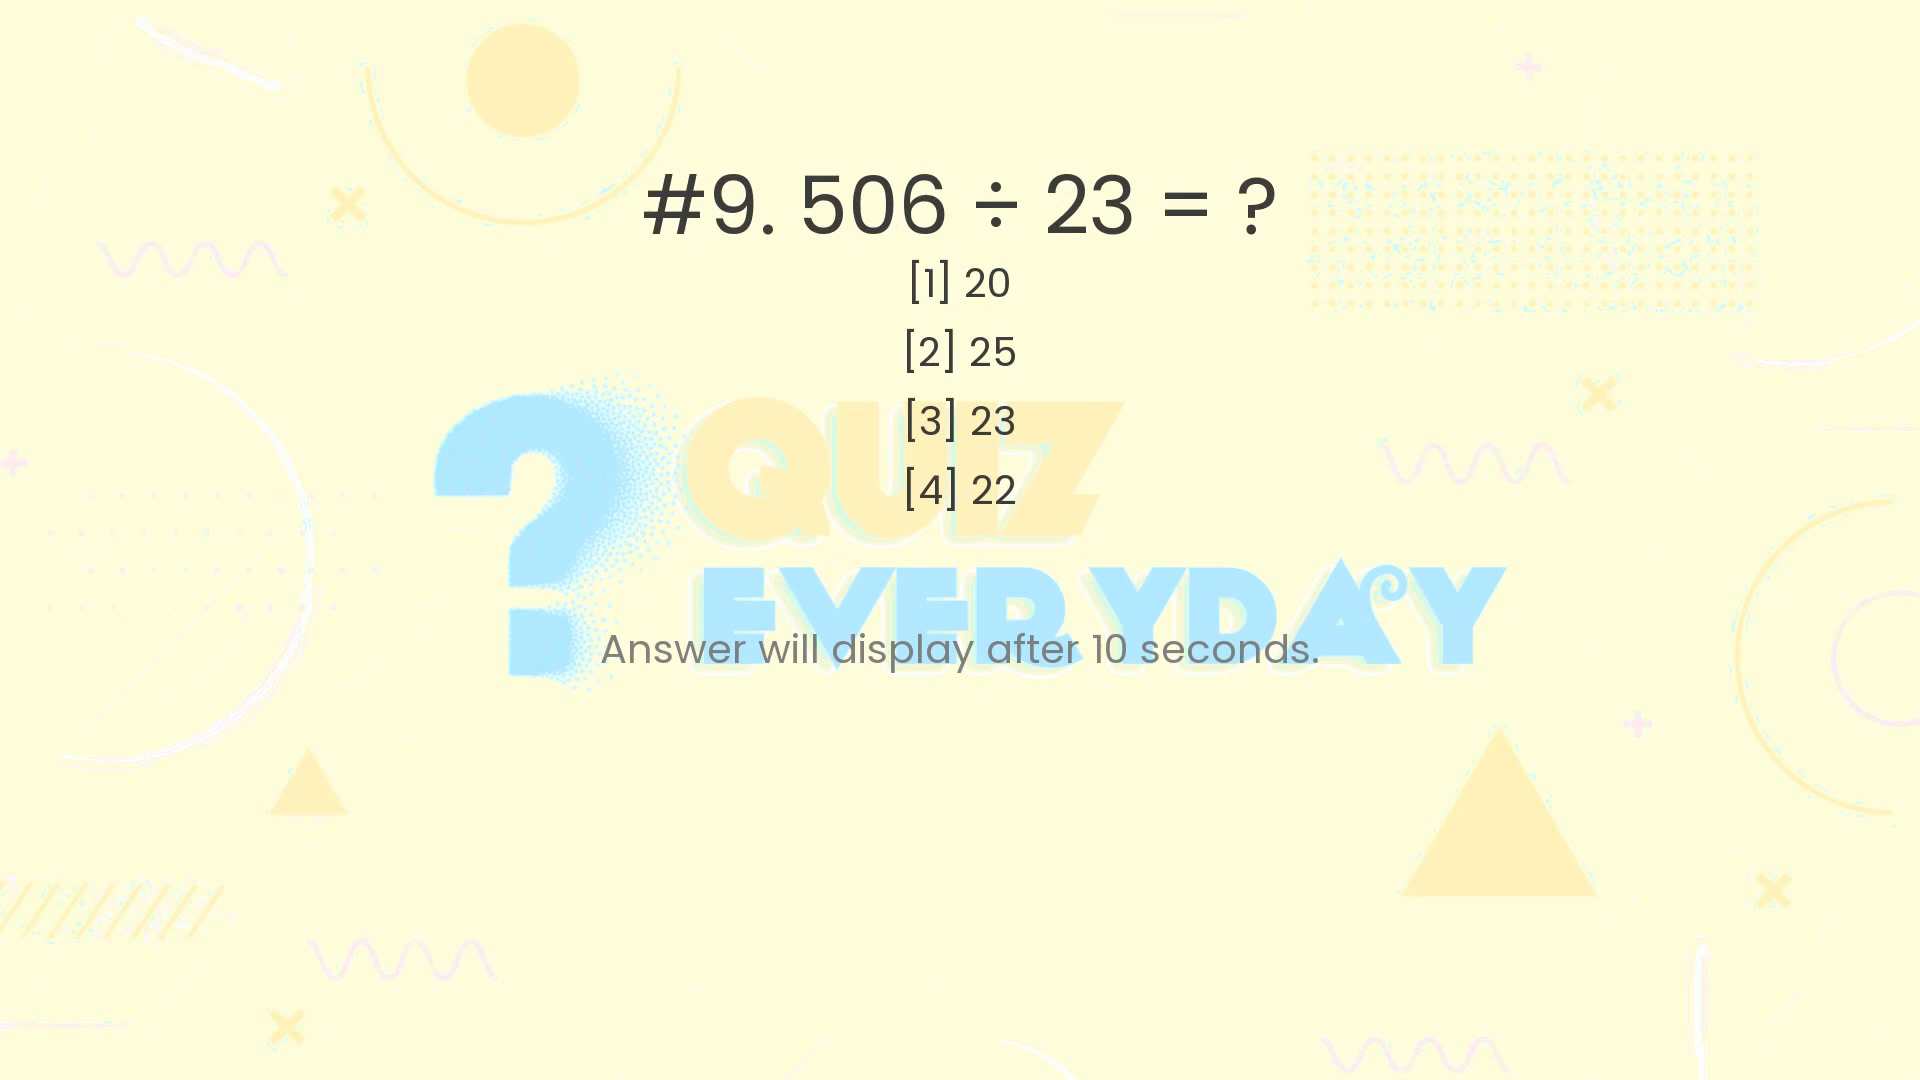 #9. 506 ÷ 23 = ?
[1] 20
[2] 25
[3] 23
[4] 22
QUIZ
EVERYDAY
Answer will display after 10 seconds.